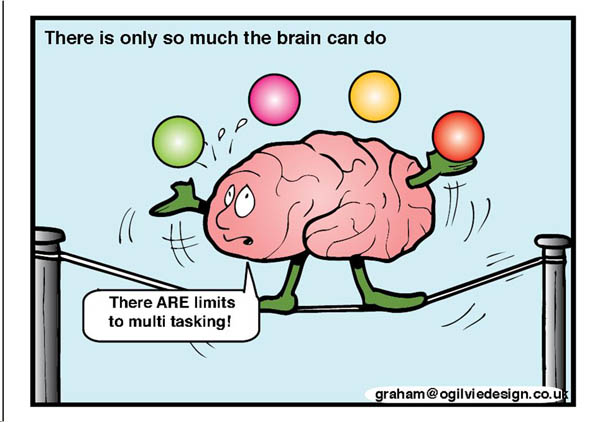 There is only so much the brain can do
There ARE limits
to multi tasking!
graham@ogilviedesign.co.uk